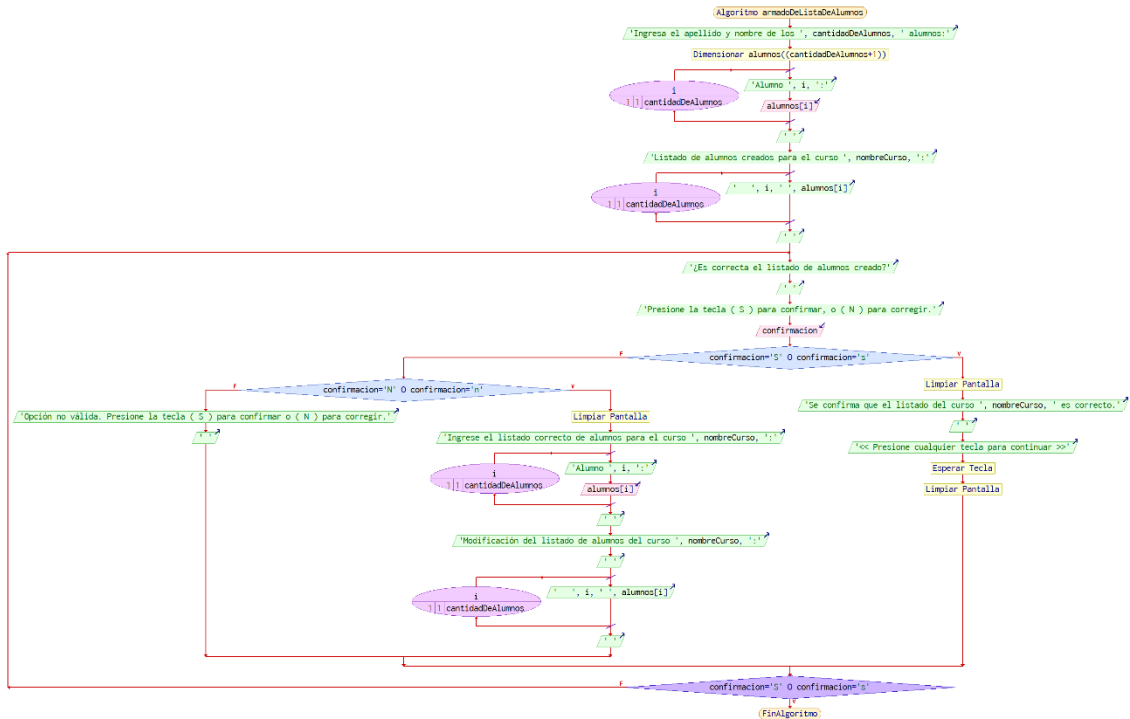 Algoritmo armadoDeListaDeAlumnos
'Ingresa el apellido y nombre de los ', cantidadDeAlumnos, ' alumnos:'
Dimensionar alumnos((cantidadDeAlumnos+1))
i
1 1 cantidadDeAlumnos
'Alumno ', i, ':'
alumnos[i]
' '
'Listado de alumnos creados para el curso ', nombreCurso, ':'
i
1 1 cantidadDeAlumnos
'   ', i, ' ', alumnos[i]
' '
'¿Es correcta el listado de alumnos creado?'
' '
'Presione la tecla ( S ) para confirmar, o ( N ) para corregir.'
confirmacion
confirmacion='S' O confirmacion='s'
F
V
confirmacion='N' O confirmacion='n'
F
V
'Opción no válida. Presione la tecla ( S ) para confirmar o ( N ) para corregir.'
' '
Limpiar Pantalla
'Ingrese el listado correcto de alumnos para el curso ', nombreCurso, ':'
i
1 1 cantidadDeAlumnos
'Alumno ', i, ':'
alumnos[i]
' '
'Modificación del listado de alumnos del curso ', nombreCurso, ':'
' '
i
1 1 cantidadDeAlumnos
'   ', i, ' ', alumnos[i]
' '
Limpiar Pantalla
'Se confirma que el listado del curso ', nombreCurso, ' es correcto.'
' '
'<< Presione cualquier tecla para continuar >>'
Esperar Tecla
Limpiar Pantalla
confirmacion='S' O confirmacion='s'
F
V
FinAlgoritmo